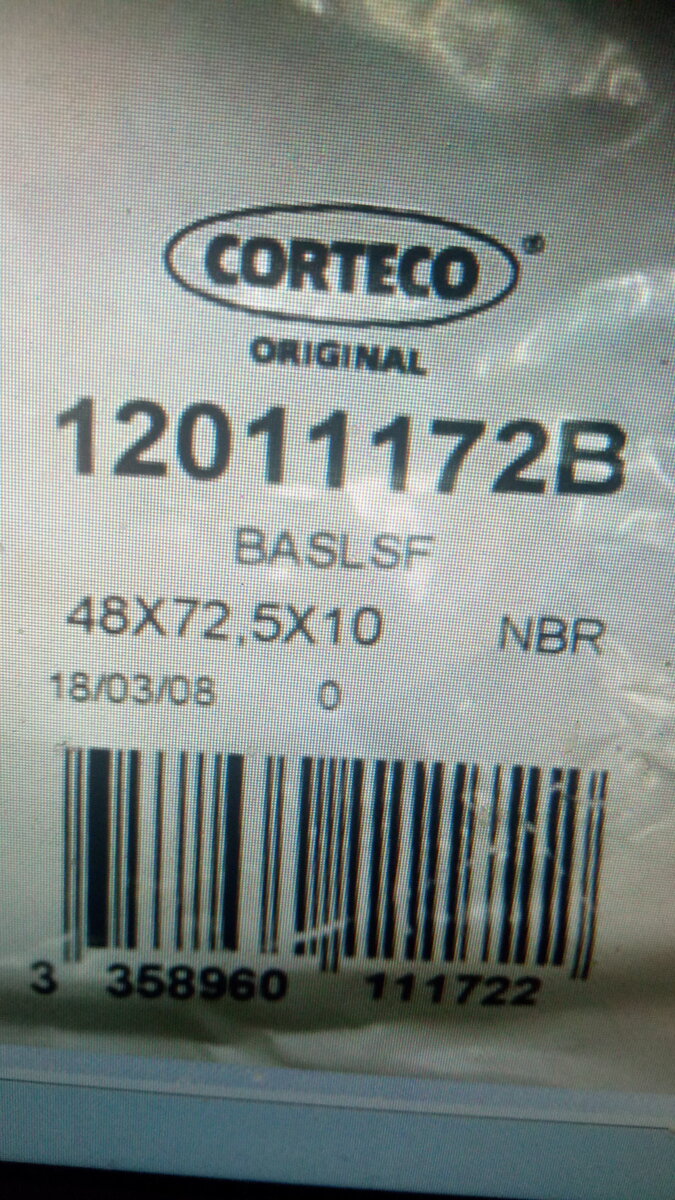 CORTECO®
ORIGINAL
12011172B
BASLSF
48X72,5X10 NBR
18/03/08 0
3 358960 111722